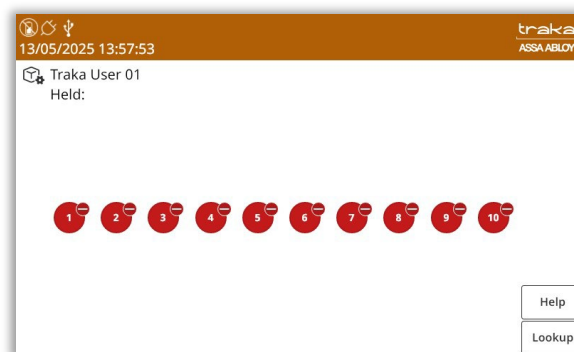 traka
13/05/2025 13:57:53
ASSA ABLOY
Traka User 01
Held:
1 2 3 4 5 6 7 8 9 10
Help
Lookup